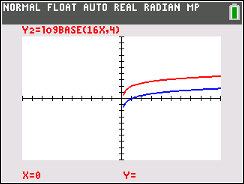 NORMAL FLOAT AUTO REAL RADIAN MP
Y2=logBASE(16X,4)
X=0 Y=